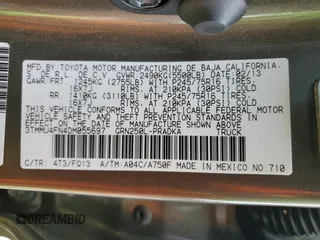 MFD BY: TOYOTA MOTOR MANUFACTURING DE BAJA CALIFORNIA,
S. DE R.L. DE C.V. GVWR 2490KG(5500LB) DATE: 02/13
GAWR FRT. 1245KG (2755LB) WITH P245/75R16 TIRES,
16X7J RIMS, AT 210KPA (30PSI) COLD
RR. 1410KG (3110LB) WITH P245/75R16 TIRES,
16X7J RIMS, AT 210KPA (30PSI) COLD
THIS VEHICLE CONFORMS TO ALL APPLICABLE FEDERAL MOTOR
VEHICLE SAFETY AND THEFT PREVENTION STANDARDS IN
EFFECT ON THE DATE OF MANUFACTURE SHOWN ABOVE.
3TMMU4FN4DM055697 GRN250L-PRADKA TRUCK
C/TR: 4T3/FQ13 A/TM: A04C/A750F MADE IN MEXICO NO 710
DREAMBID